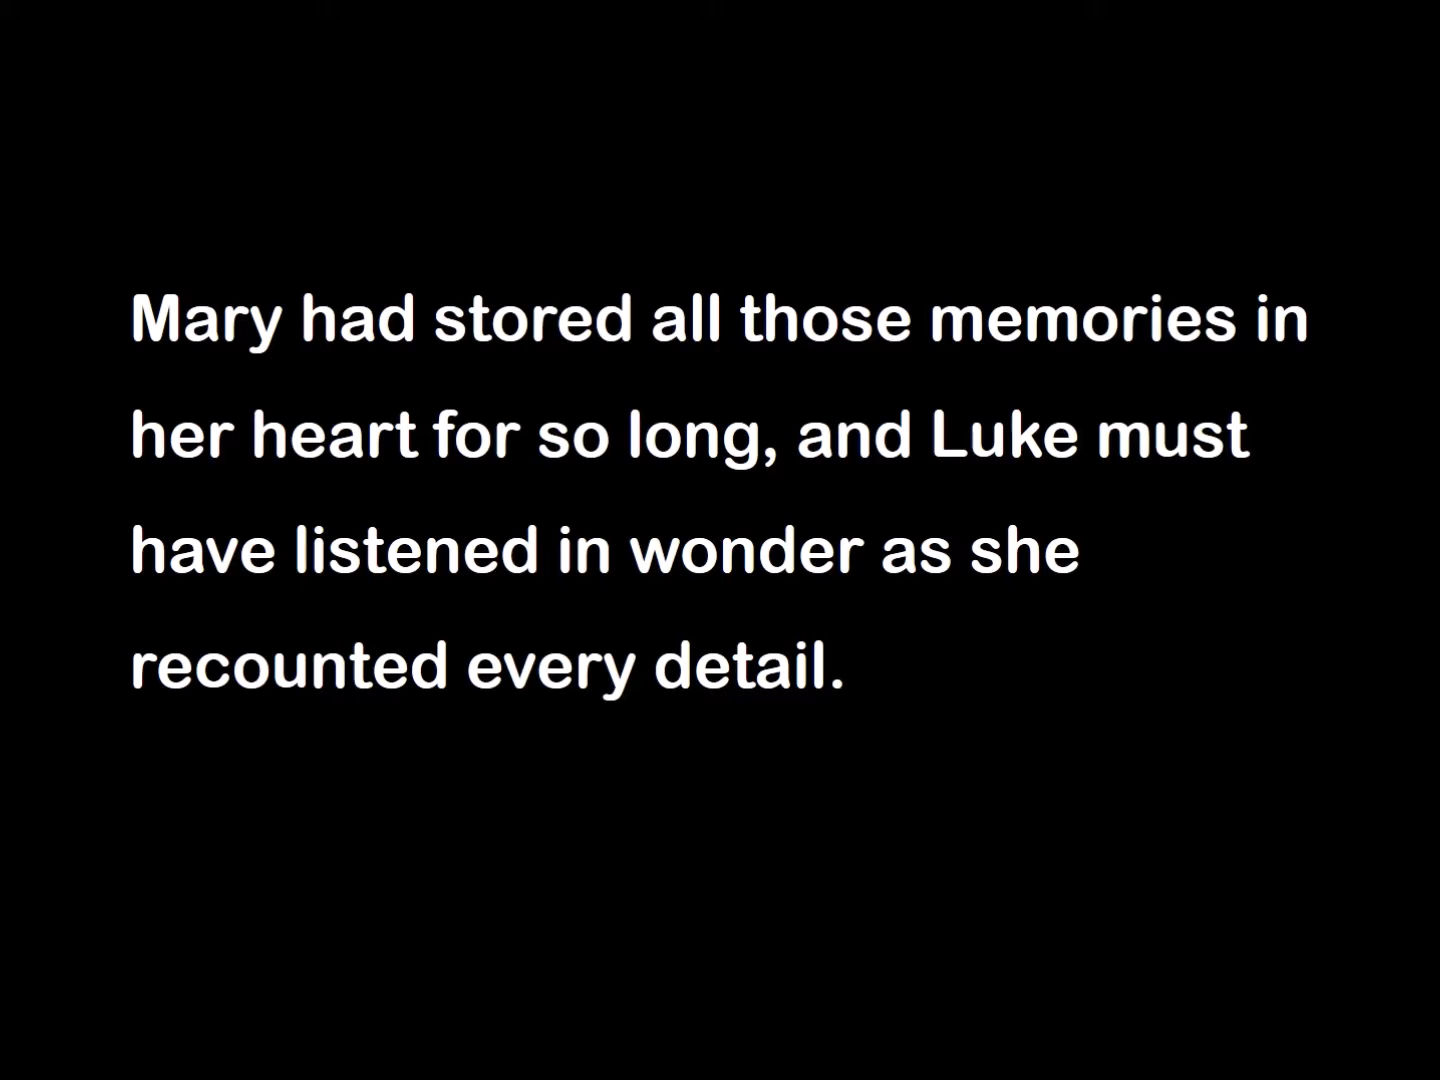 Mary had stored all those memories in
her heart for so long, and Luke must
have listened in wonder as she
recounted every detail.